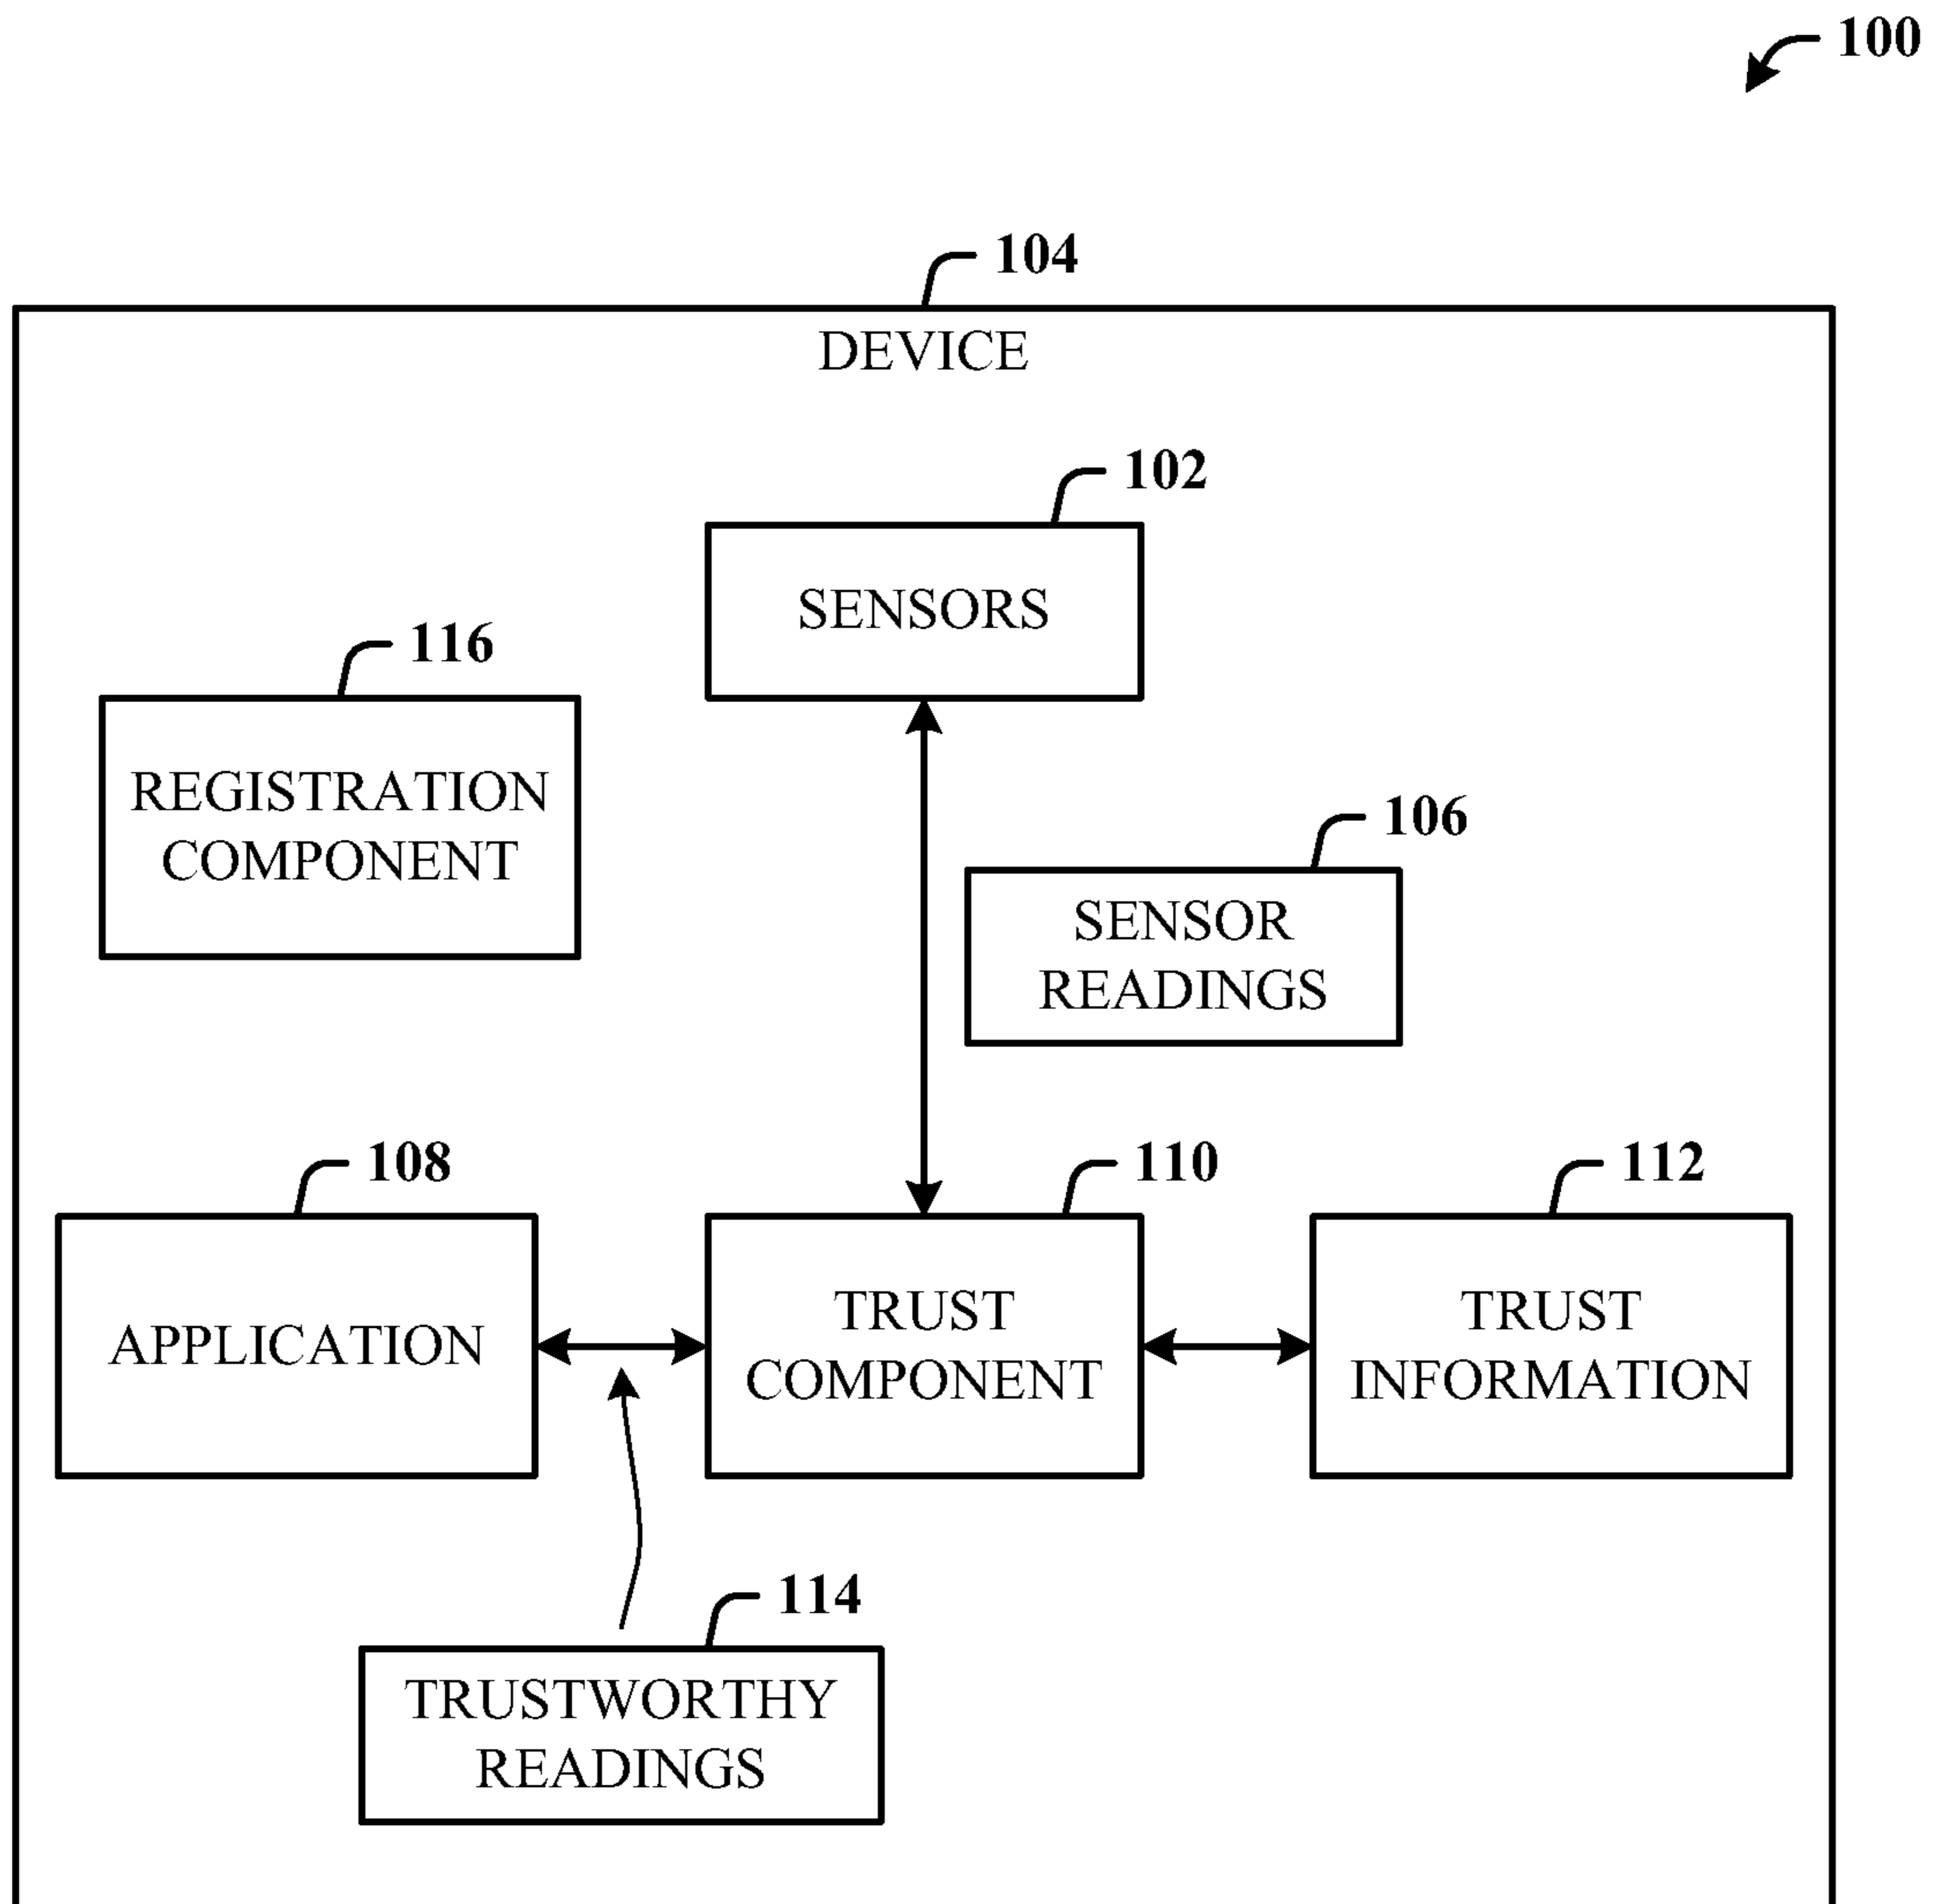 100
104
DEVICE
102
SENSORS
116
REGISTRATION
COMPONENT
106
SENSOR
READINGS
108
APPLICATION
110
TRUST
COMPONENT
112
TRUST
INFORMATION
114
TRUSTWORTHY
READINGS